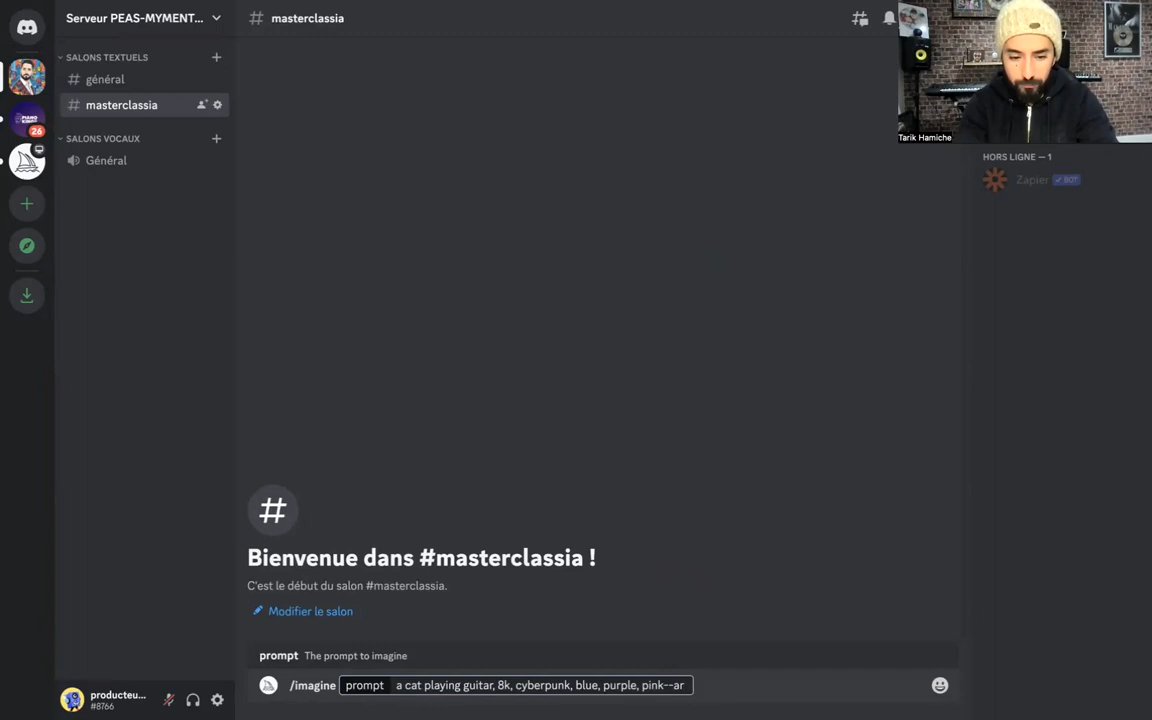 Serveur PEAS-MYMENT...
masterclassia
SALONS TEXTUELS
général
masterclassia
SALONS VOCAUX
Général
26
Tarik Hamiche
HORS LIGNE — 1
Zapier BOT
Bienvenue dans #masterclassia !
C'est le début du salon #masterclassia.
Modifier le salon
prompt The prompt to imagine
/imagine prompt a cat playing guitar, 8k, cyberpunk, blue, purple, pink--ar
producteu...
#8766